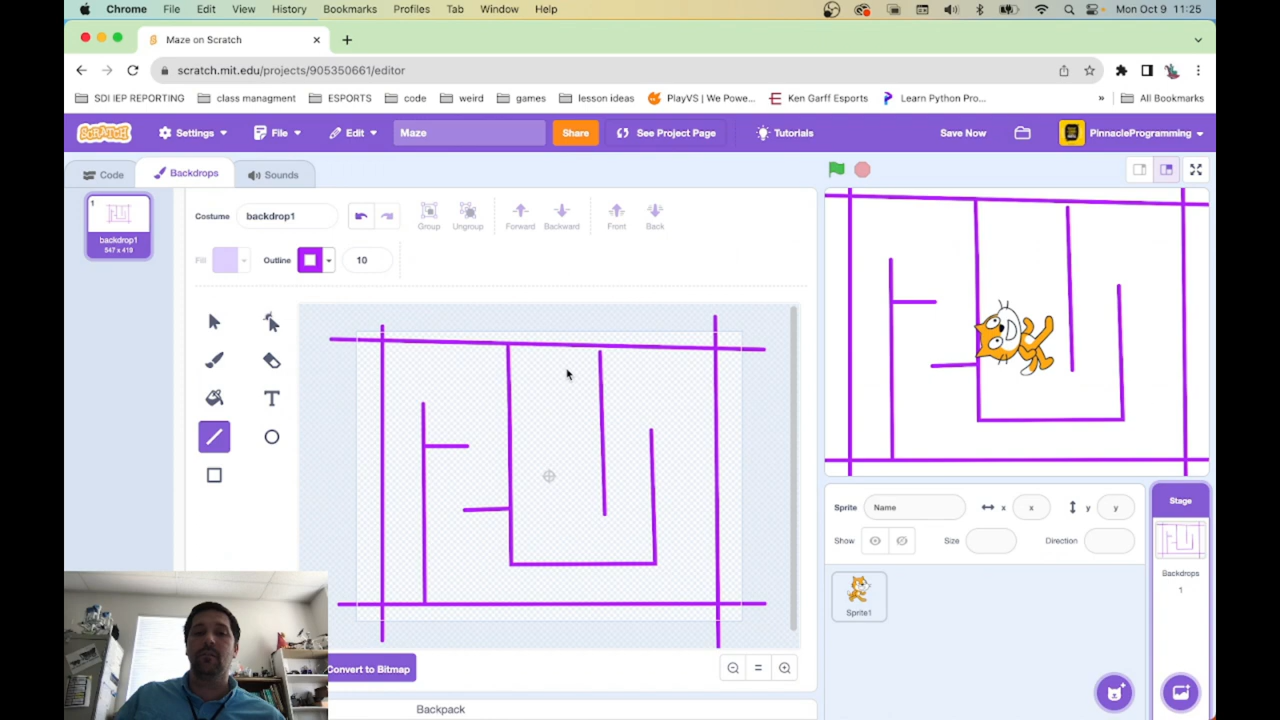 Chrome File Edit View History Bookmarks Profiles Tab Window Help Mon Oct 9 11:25
Maze on Scratch
scratch.mit.edu/projects/905350661/editor
SDI IEP REPORTING class managment ESPORTS code weird games lesson ideas PlayVS | We Powe... Ken Garff Esports Learn Python Pro... » All Bookmarks
SCRATCH Settings File Edit Maze Share See Project Page Tutorials Save Now PinnacleProgramming
Code Backdrops Sounds
1
backdrop1
547 x 419
Costume backdrop1 Group Ungroup Forward Backward Front Back
Fill Outline 10
T
Convert to Bitmap
Backpack
Sprite Name x x y y
Show Size Direction
Sprite1
Stage
Backdrops
1